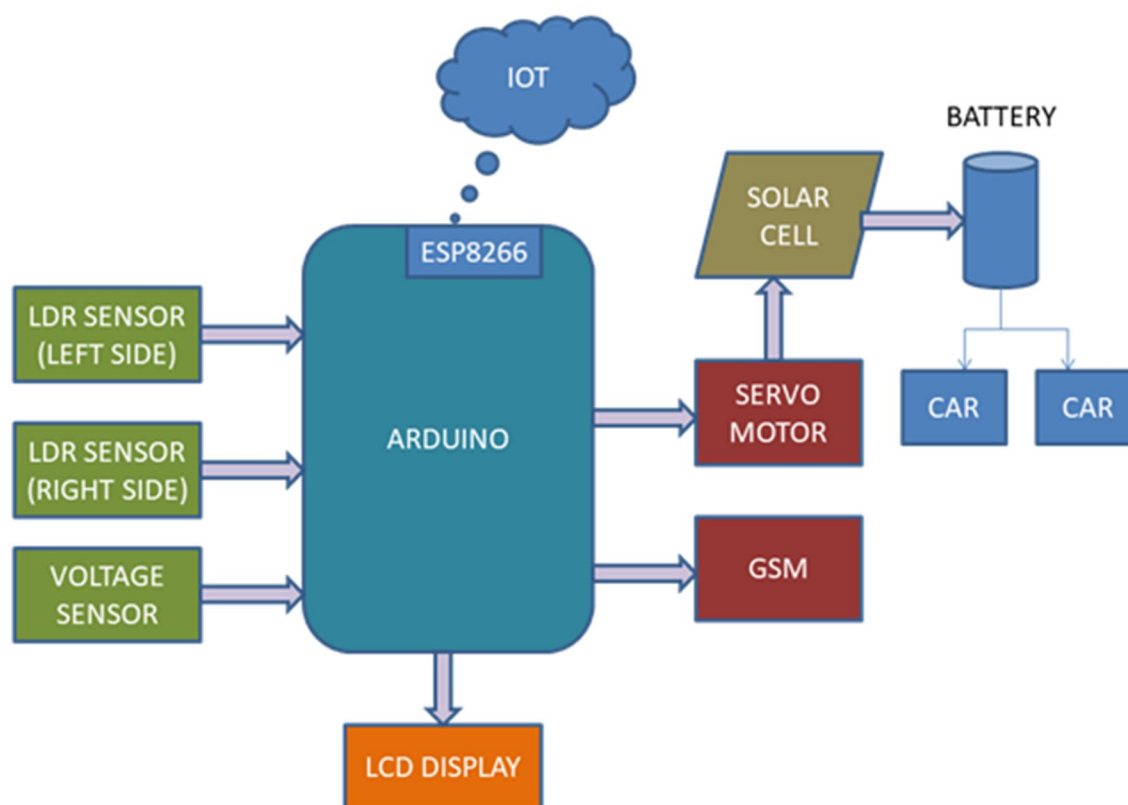 IOT
BATTERY
SOLAR
CELL
ESP8266
LDR SENSOR
(LEFT SIDE)
SERVO
MOTOR
CAR
CAR
ARDUINO
LDR SENSOR
(RIGHT SIDE)
VOLTAGE
SENSOR
GSM
LCD DISPLAY